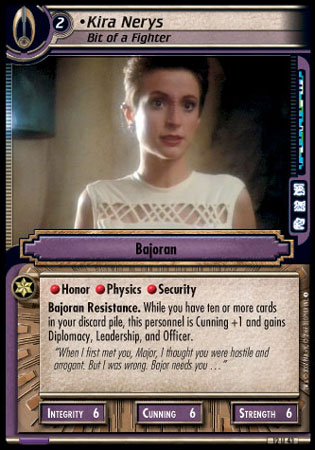 2 •Kira Nerys
Bit of a Fighter
Bajoran
Honor Physics Security
Bajoran Resistance. While you have ten or more cards
in your discard pile, this personnel is Cunning +1 and gains
Diplomacy, Leadership, and Officer.
"When I first met you, Major, I thought you were hostile and
arrogant. But I was wrong. Bajor needs you . . ."
Integrity 6 Cunning 6 Strength 6